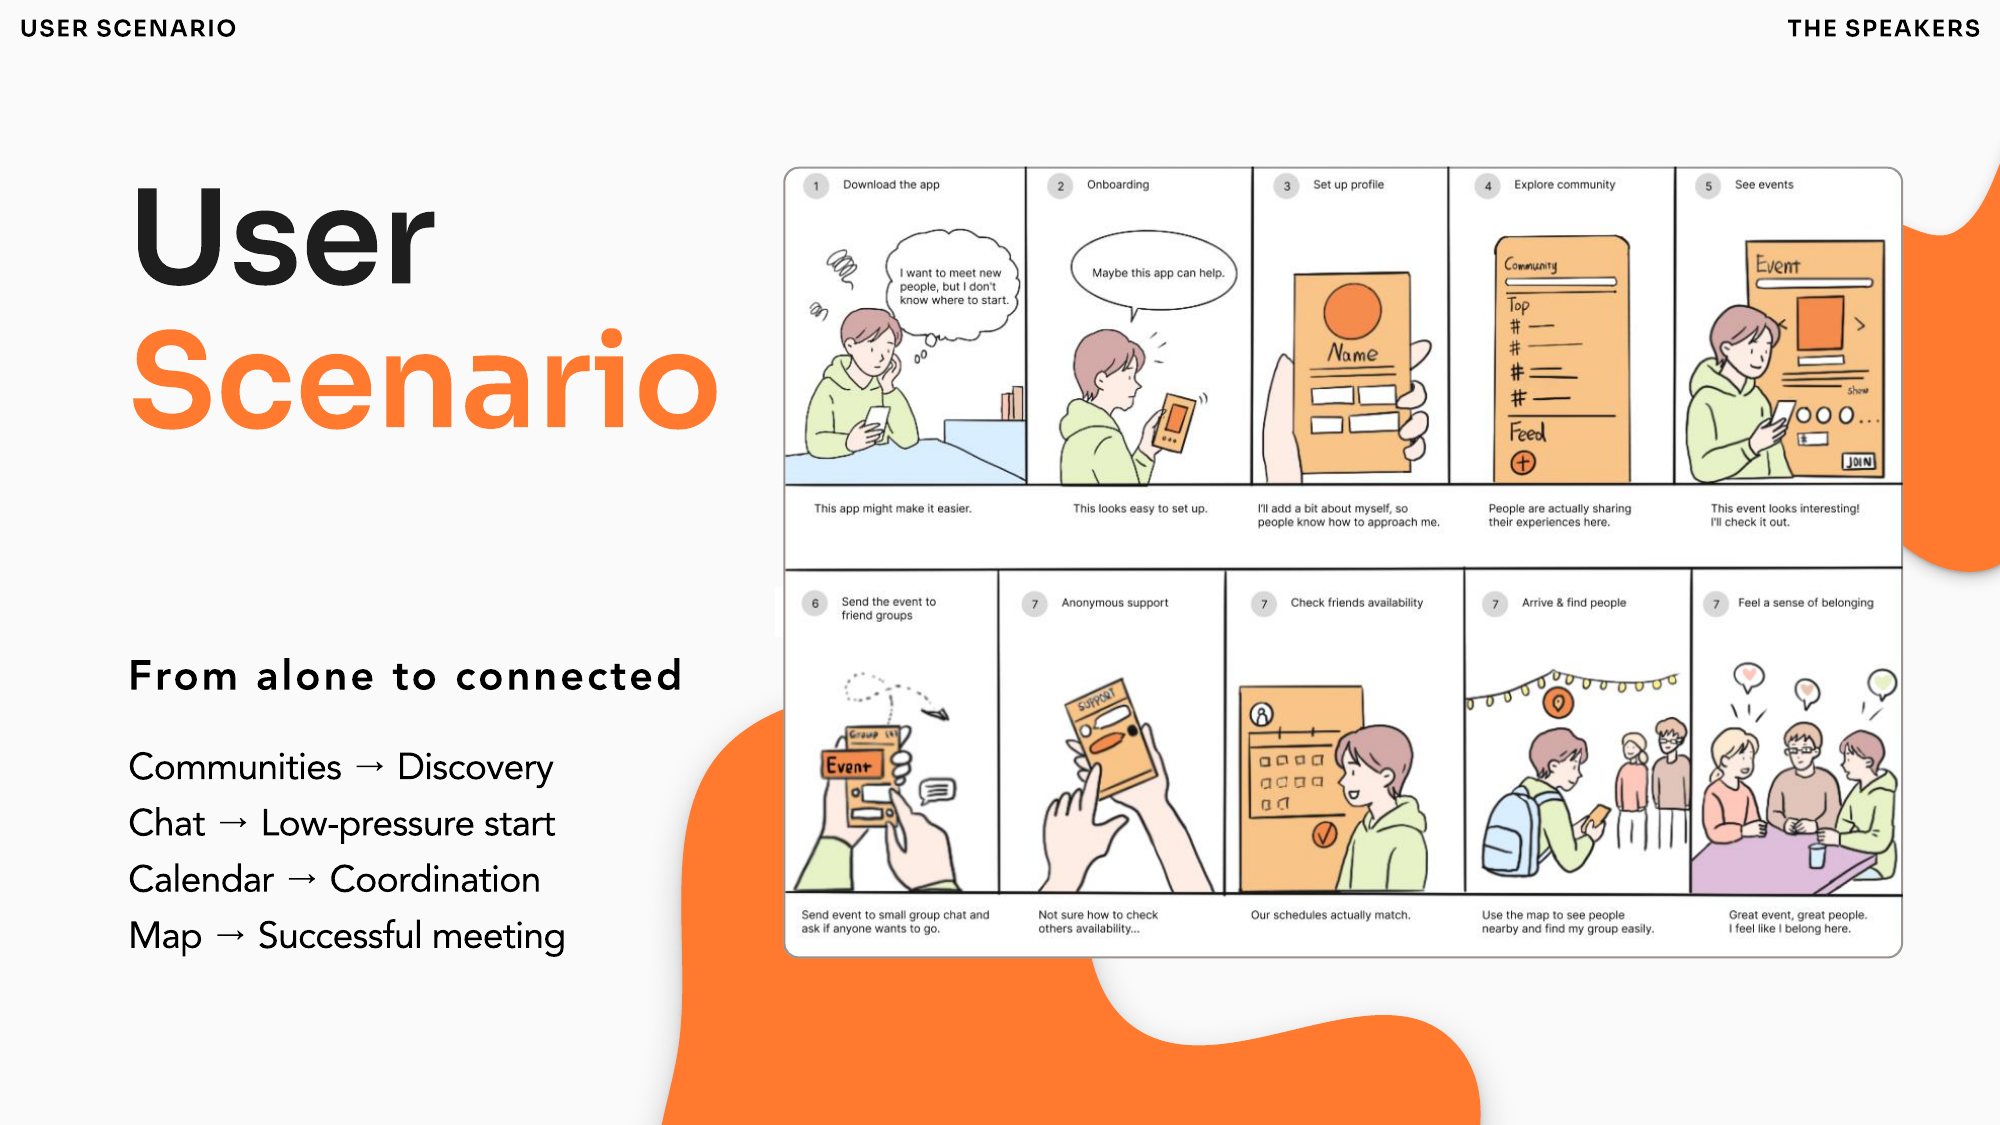 USER SCENARIO
THE SPEAKERS
User
Scenario
From alone to connected
Communities → Discovery
Chat → Low-pressure start
Calendar → Coordination
Map → Successful meeting
1 Download the app
I want to meet new
people, but I don't
know where to start.
This app might make it easier.
2 Onboarding
Maybe this app can help.
This looks easy to set up.
3 Set up profile
Name
I'll add a bit about myself, so
people know how to approach me.
4 Explore community
Community
Top
#
#
#
#
Feed
+
People are actually sharing
their experiences here.
5 See events
Event
Show
#
JOIN
This event looks interesting!
I'll check it out.
6 Send the event to
friend groups
Event
Send event to small group chat and
ask if anyone wants to go.
7 Anonymous support
SUPPORT
Not sure how to check
others availability...
7 Check friends availability
Our schedules actually match.
7 Arrive & find people
Use the map to see people
nearby and find my group easily.
7 Feel a sense of belonging
Great event, great people.
I feel like I belong here.